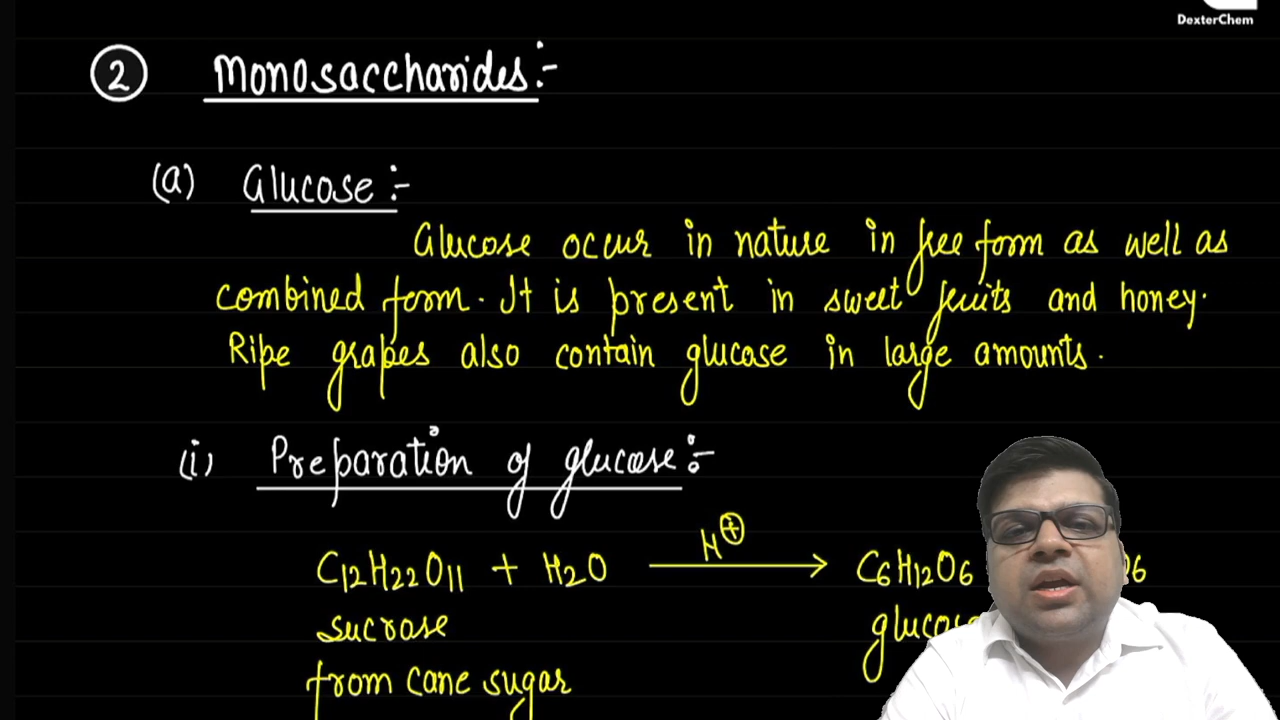 DexterChem
2 Monosaccharides:-
(a) Glucose:-
Glucose occur in nature in free form as well as
combined form. It is present in sweet fruits and honey.
Ripe grapes also contain glucose in large amounts.
(i) Preparation of glucose:-
C12H22O11 + H2O H⊕ → C6H12O6 O6
sucrose
from cane sugar